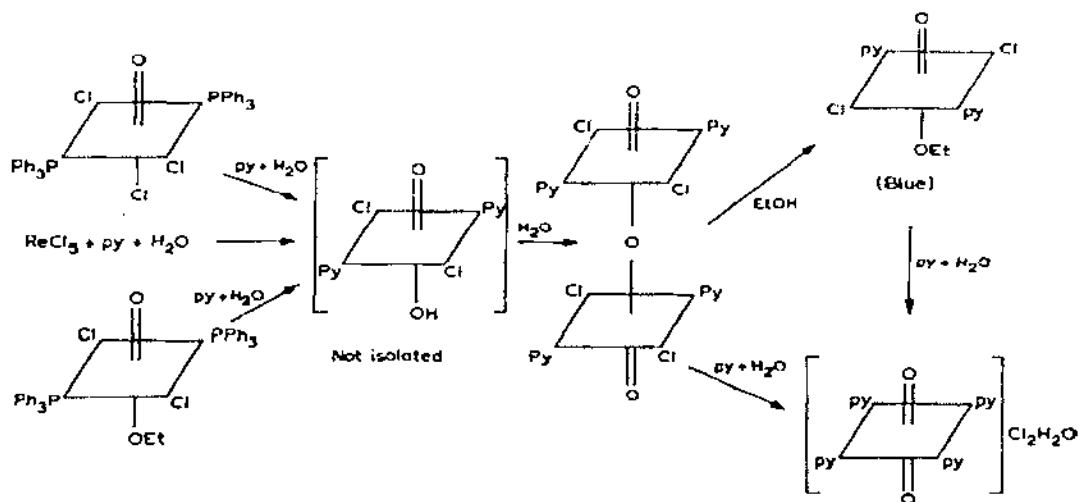 O
Cl
PPh₃
Ph₃P
Cl
Cl
py + H₂O
ReCl₅ + py + H₂O
py + H₂O
O
Cl
PPh₃
Ph₃P
Cl
OEt
O
Cl
Py
Py
Cl
OH
Not isolated
H₂O
O
Cl
Py
Py
Cl
O
Cl
Py
Py
Cl
O
EtOH
O
py
Cl
Cl
py
OEt
(Blue)
py + H₂O
py + H₂O
O
py
py
py
py
O
Cl₂H₂O